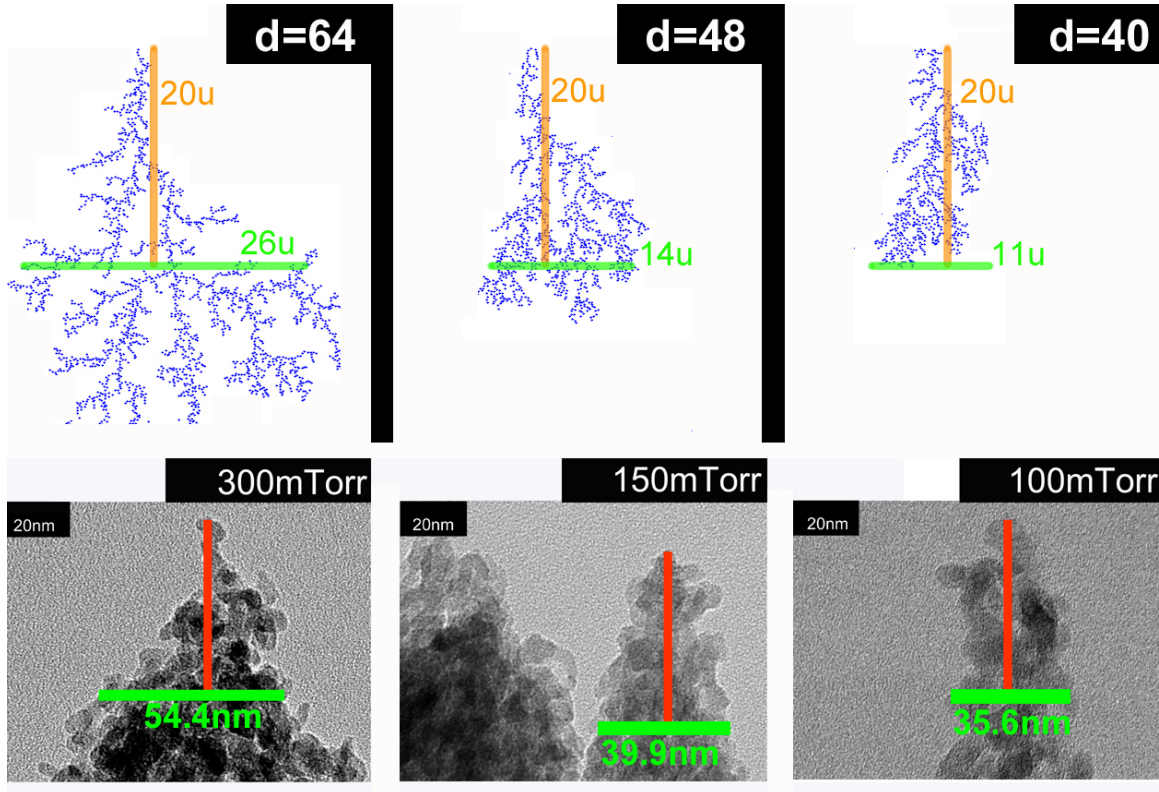 d=64
d=48
d=40
20u
20u
20u
26u
14u
11u
300mTorr
150mTorr
100mTorr
20nm
20nm
20nm
54.4nm
39.9nm
35.6nm